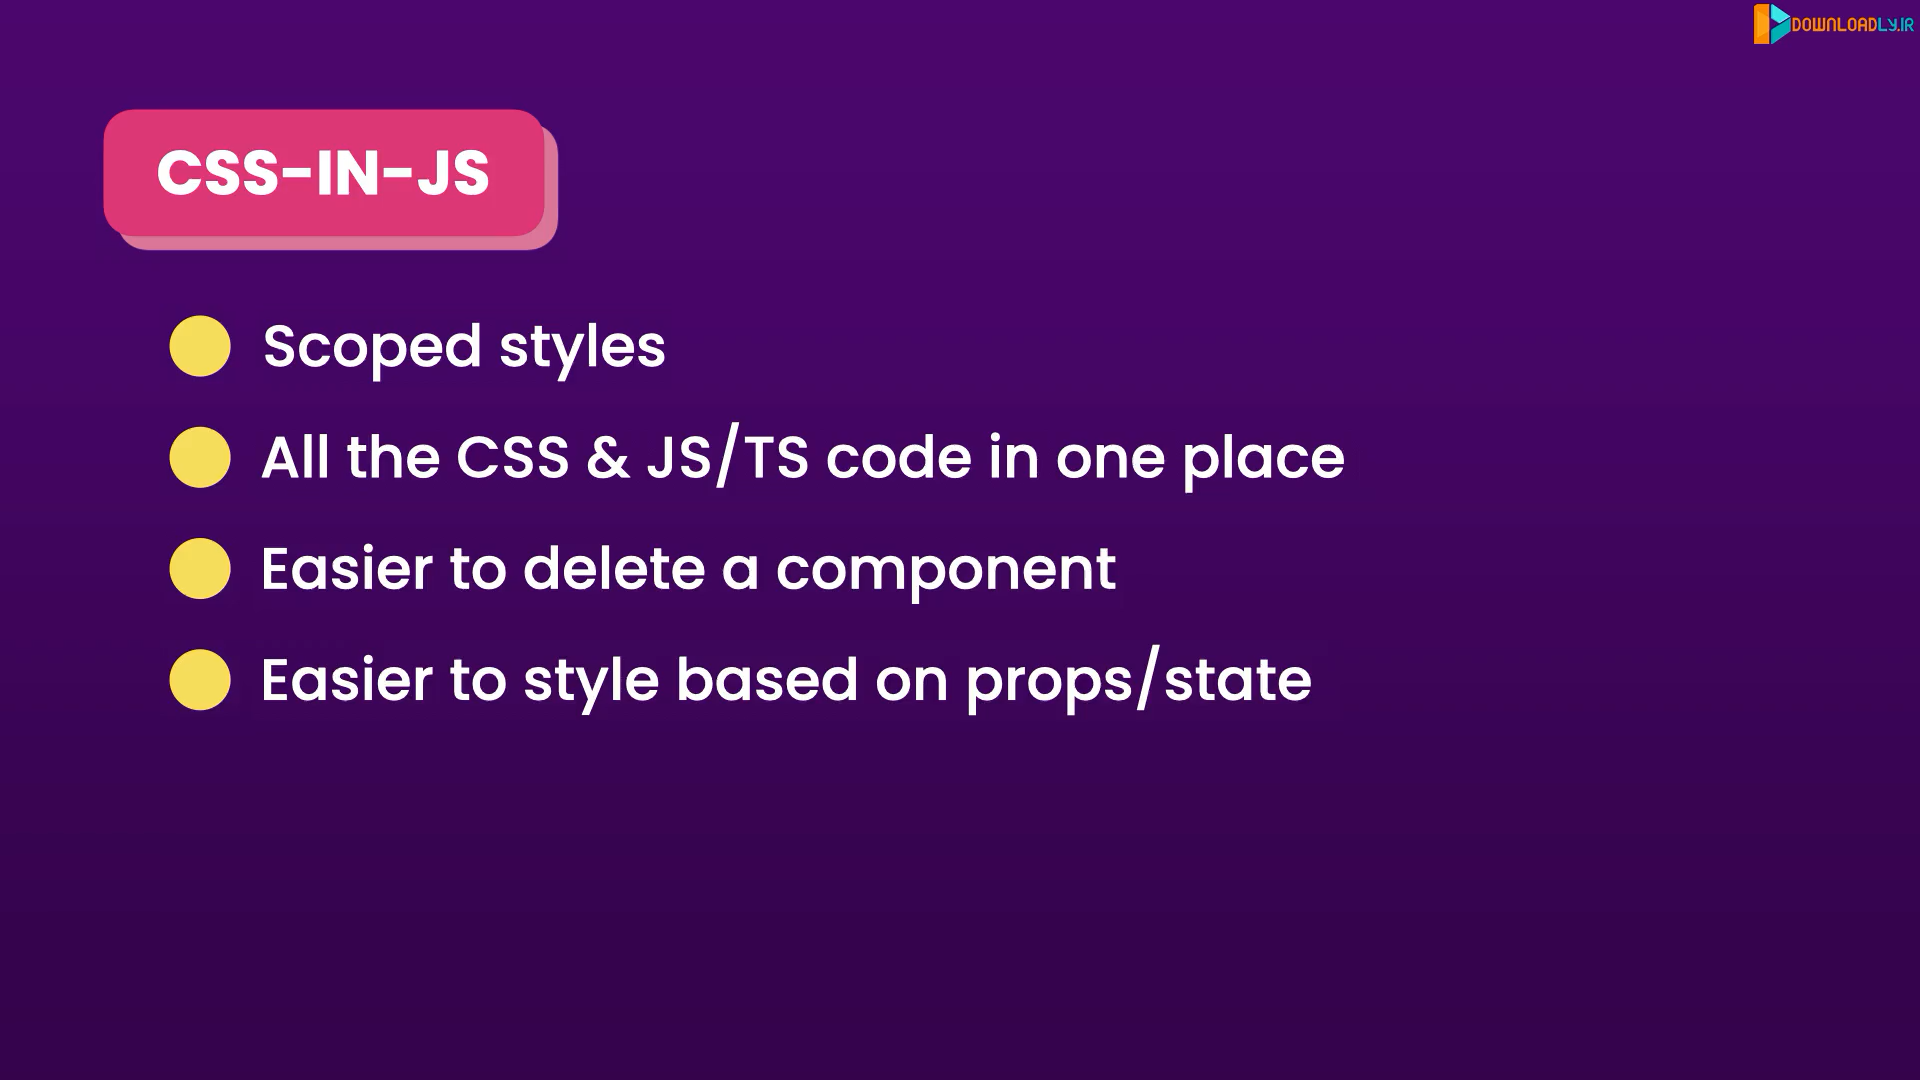 DOWNLOADLY.IR
CSS-IN-JS
Scoped styles
All the CSS & JS/TS code in one place
Easier to delete a component
Easier to style based on props/state